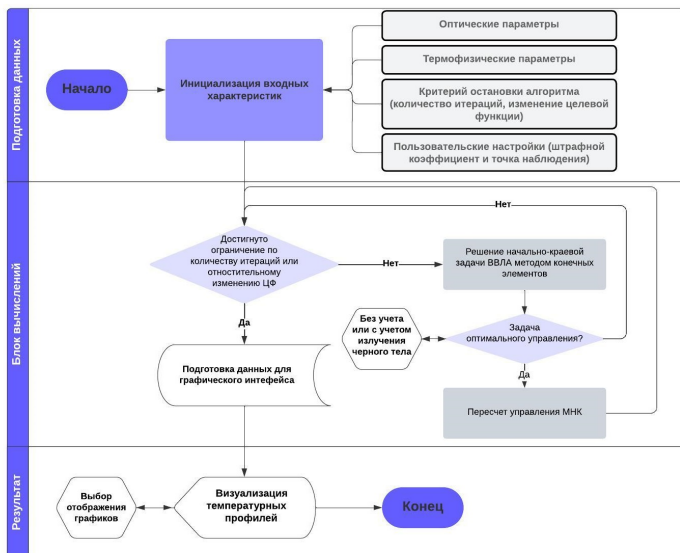 Подготовка данных
Начало
Инициализация входных
характеристик
Оптические параметры
Термофизические параметры
Критерий остановки алгоритма
(количество итераций, изменение целевой
функции)
Пользовательские настройки (штрафной
коэффициент и точка наблюдения)
Блок вычислений
Нет
Достигнуто
ограничение по
количеству итераций или
отностительному
изменению ЦФ
Нет
Решение начально-краевой
задачи ВВЛА методом конечных
элементов
Да
Без учета
или с учетом
излучения
черного тела
Задача
оптимального управления?
Да
Подготовка данных для
графического интефейса
Пересчет управления МНК
Результат
Выбор
отображения
графиков
Визуализация
температурных
профилей
Конец